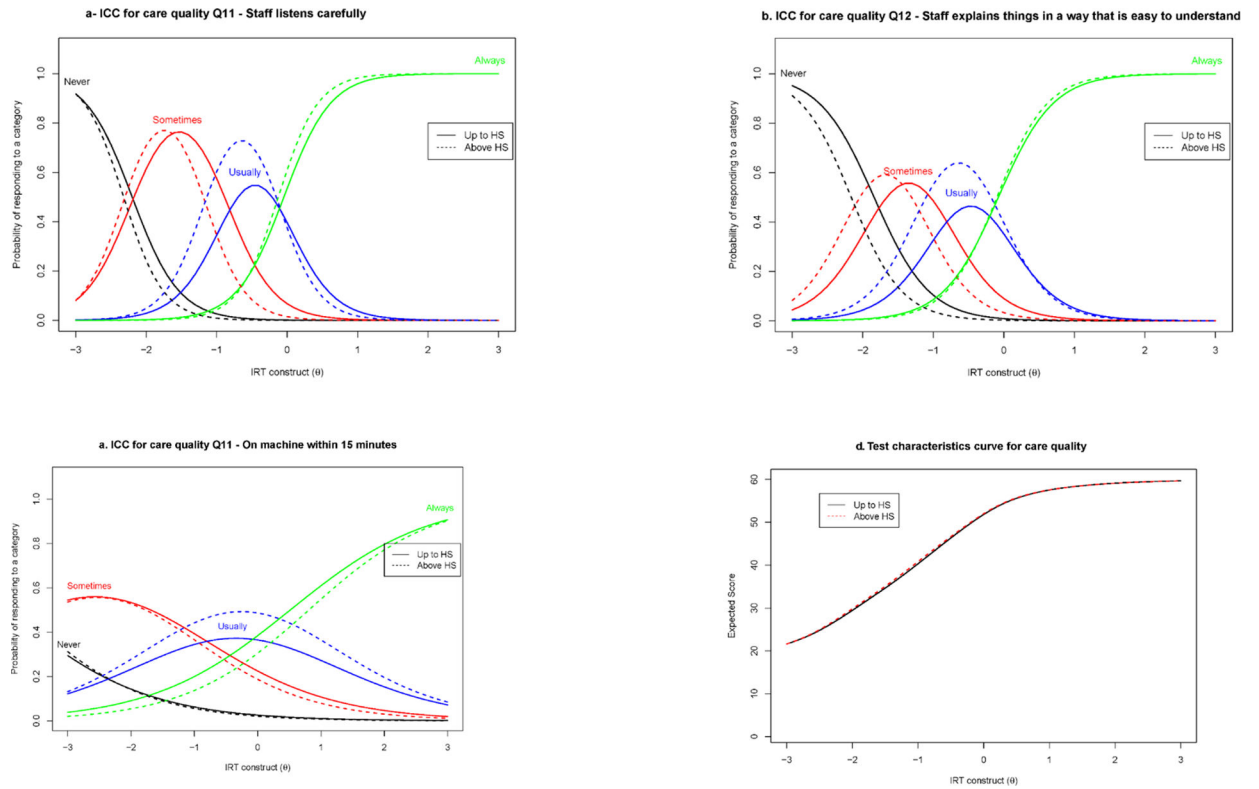 a- ICC for care quality Q11 - Staff listens carefully
Probability of responding to a category
0.0 0.2 0.4 0.6 0.8 1.0
Never
Sometimes
Usually
Always
Up to HS
Above HS
−3 −2 −1 0 1 2 3
IRT construct (θ)
b. ICC for care quality Q12 - Staff explains things in a way that is easy to understand
Probability of responding to a category
0.0 0.2 0.4 0.6 0.8 1.0
Never
Sometimes
Usually
Always
Up to HS
Above HS
−3 −2 −1 0 1 2 3
IRT construct (θ)
a. ICC for care quality Q11 - On machine within 15 minutes
Probability of responding to a category
0.0 0.2 0.4 0.6 0.8 1.0
Never
Sometimes
Usually
Always
Up to HS
Above HS
−3 −2 −1 0 1 2 3
IRT construct (θ)
d. Test characteristics curve for care quality
Expected Score
0 10 20 30 40 50 60
Up to HS
Above HS
−3 −2 −1 0 1 2 3
IRT construct (θ)